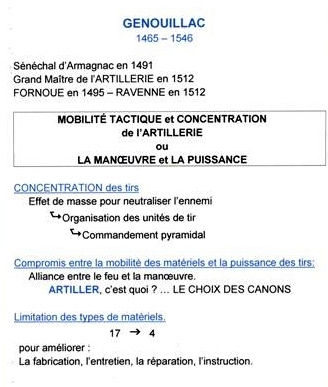 GENOUILLAC
1465 – 1546
Sénéchal d'Armagnac en 1491
Grand Maître de l'ARTILLERIE en 1512
FORNOUE en 1495 – RAVENNE en 1512
MOBILITÉ TACTIQUE et CONCENTRATION
de l'ARTILLERIE
ou
LA MANŒUVRE et LA PUISSANCE
CONCENTRATION des tirs
Effet de masse pour neutraliser l'ennemi
↪Organisation des unités de tir
↪Commandement pyramidal
Compromis entre la mobilité des matériels et la puissance des tirs:
Alliance entre le feu et la manœuvre.
ARTILLER, c'est quoi ? ... LE CHOIX DES CANONS
Limitation des types de matériels.
17 → 4
pour améliorer :
La fabrication, l'entretien, la réparation, l'instruction.